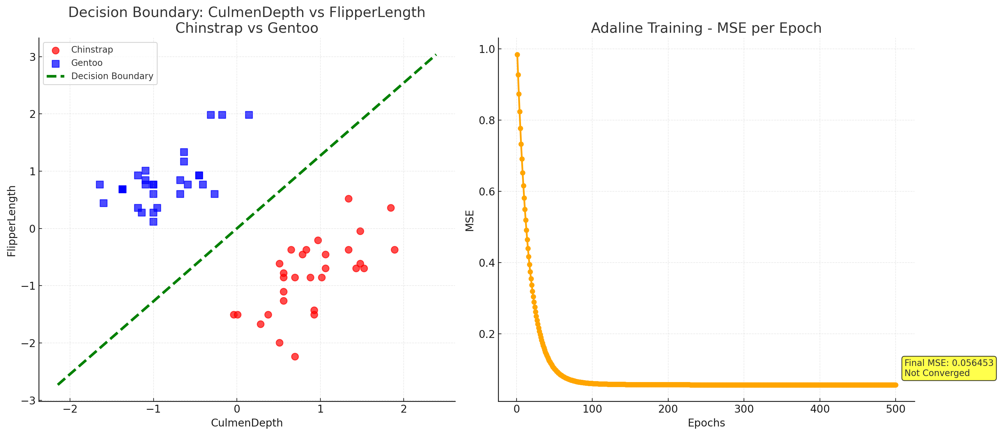 Decision Boundary: CulmenDepth vs FlipperLength
Chinstrap vs Gentoo
Chinstrap
Gentoo
Decision Boundary
3
2
1
0
−1
−2
−3
FlipperLength
−2
−1
0
1
2
CulmenDepth
Adaline Training - MSE per Epoch
1.0
0.8
0.6
0.4
0.2
MSE
Final MSE: 0.056453
Not Converged
0
100
200
300
400
500
Epochs